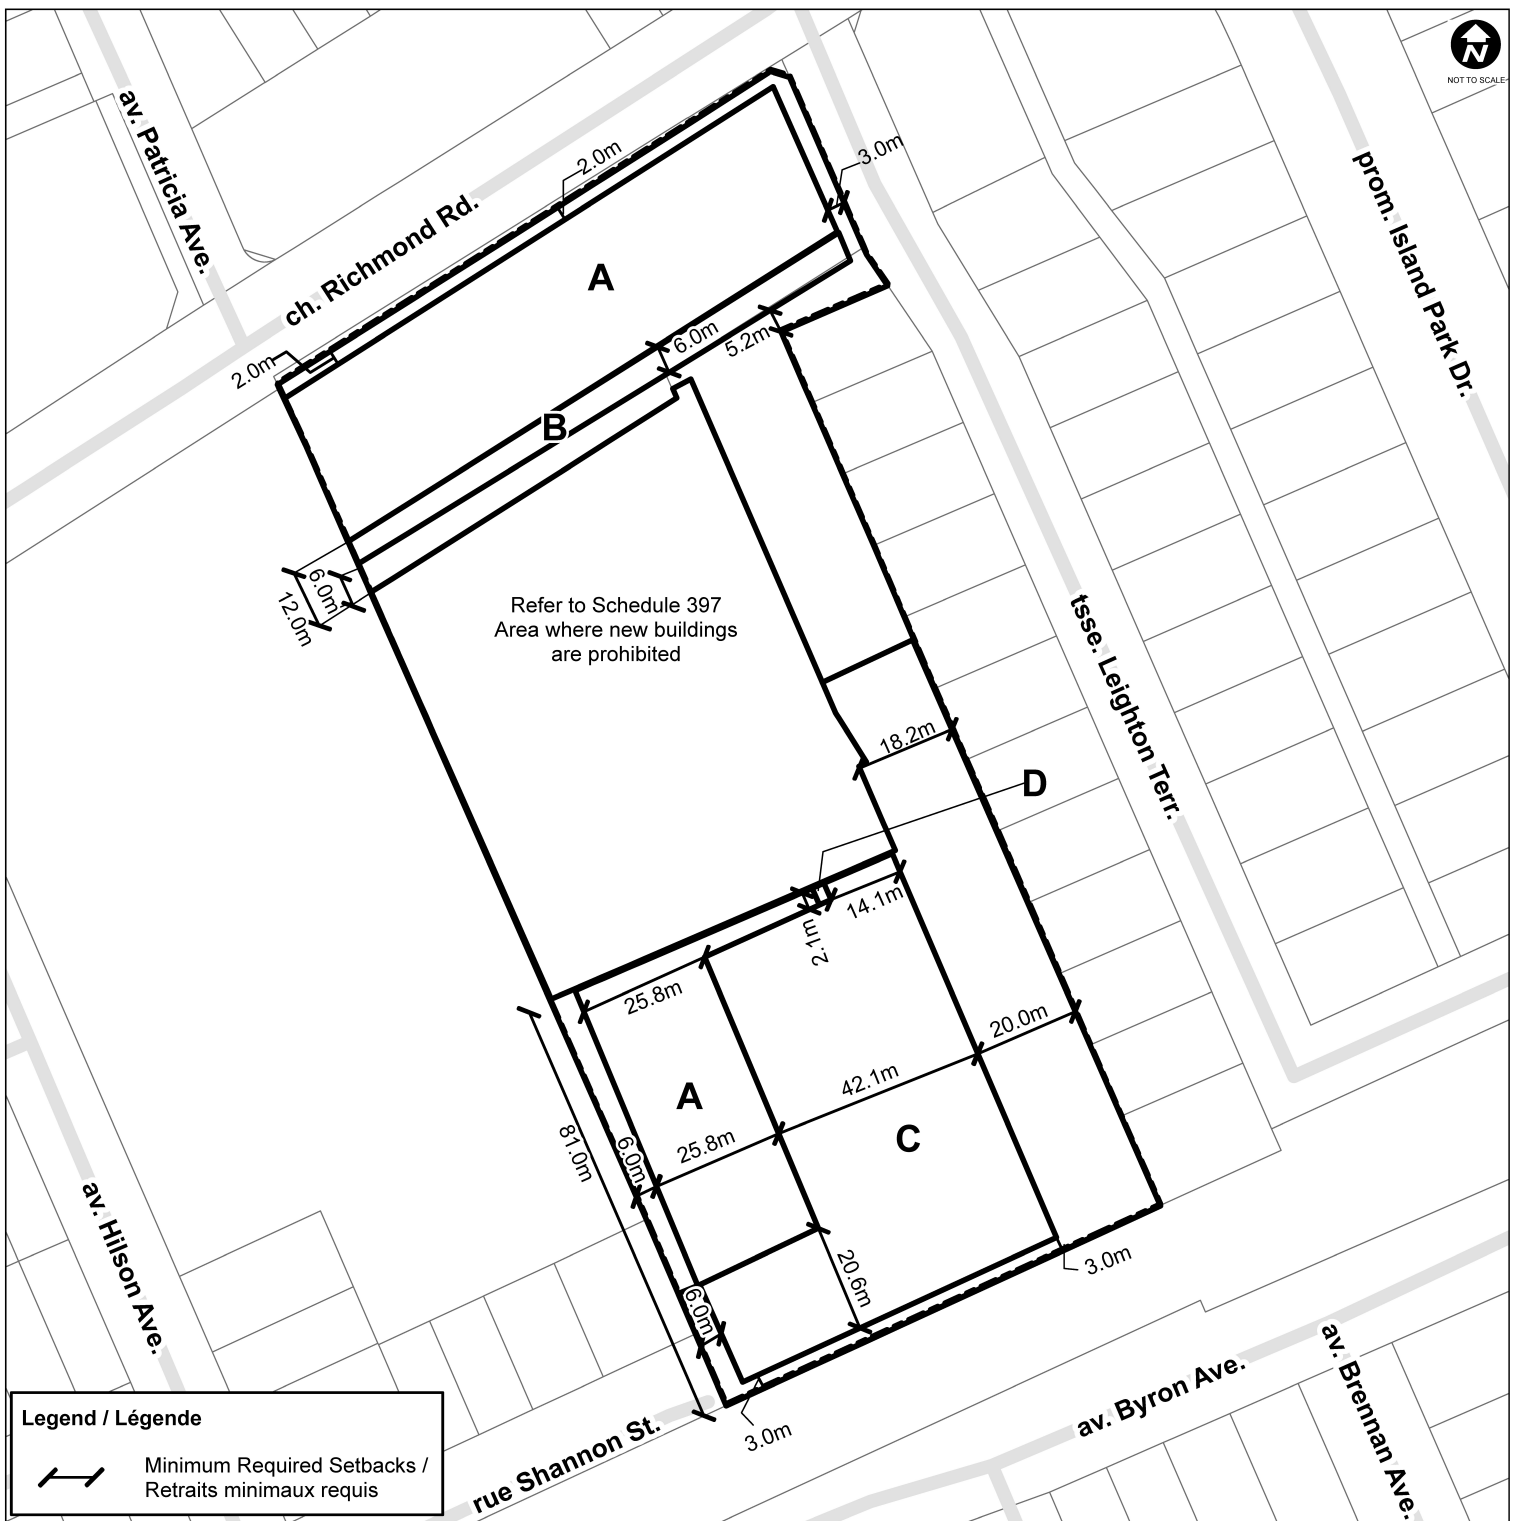 N
NOT TO SCALE
av. Patricia Ave.
ch. Richmond Rd.
2.0m
3.0m
prom. Island Park Dr.
A
2.0m
6.0m
5.2m
B
6.0m
12.0m
Refer to Schedule 397
Area where new buildings
are prohibited
tsse. Leighton Terr.
18.2m
D
14.1m
2.1m
25.8m
20.0m
42.1m
A
25.8m
C
6.0m
81.0m
20.6m
3.0m
6.0m
3.0m
av. Hilson Ave.
rue Shannon St.
av. Byron Ave.
av. Brennan Ave.
Legend / Légende
Minimum Required Setbacks /
Retraits minimaux requis